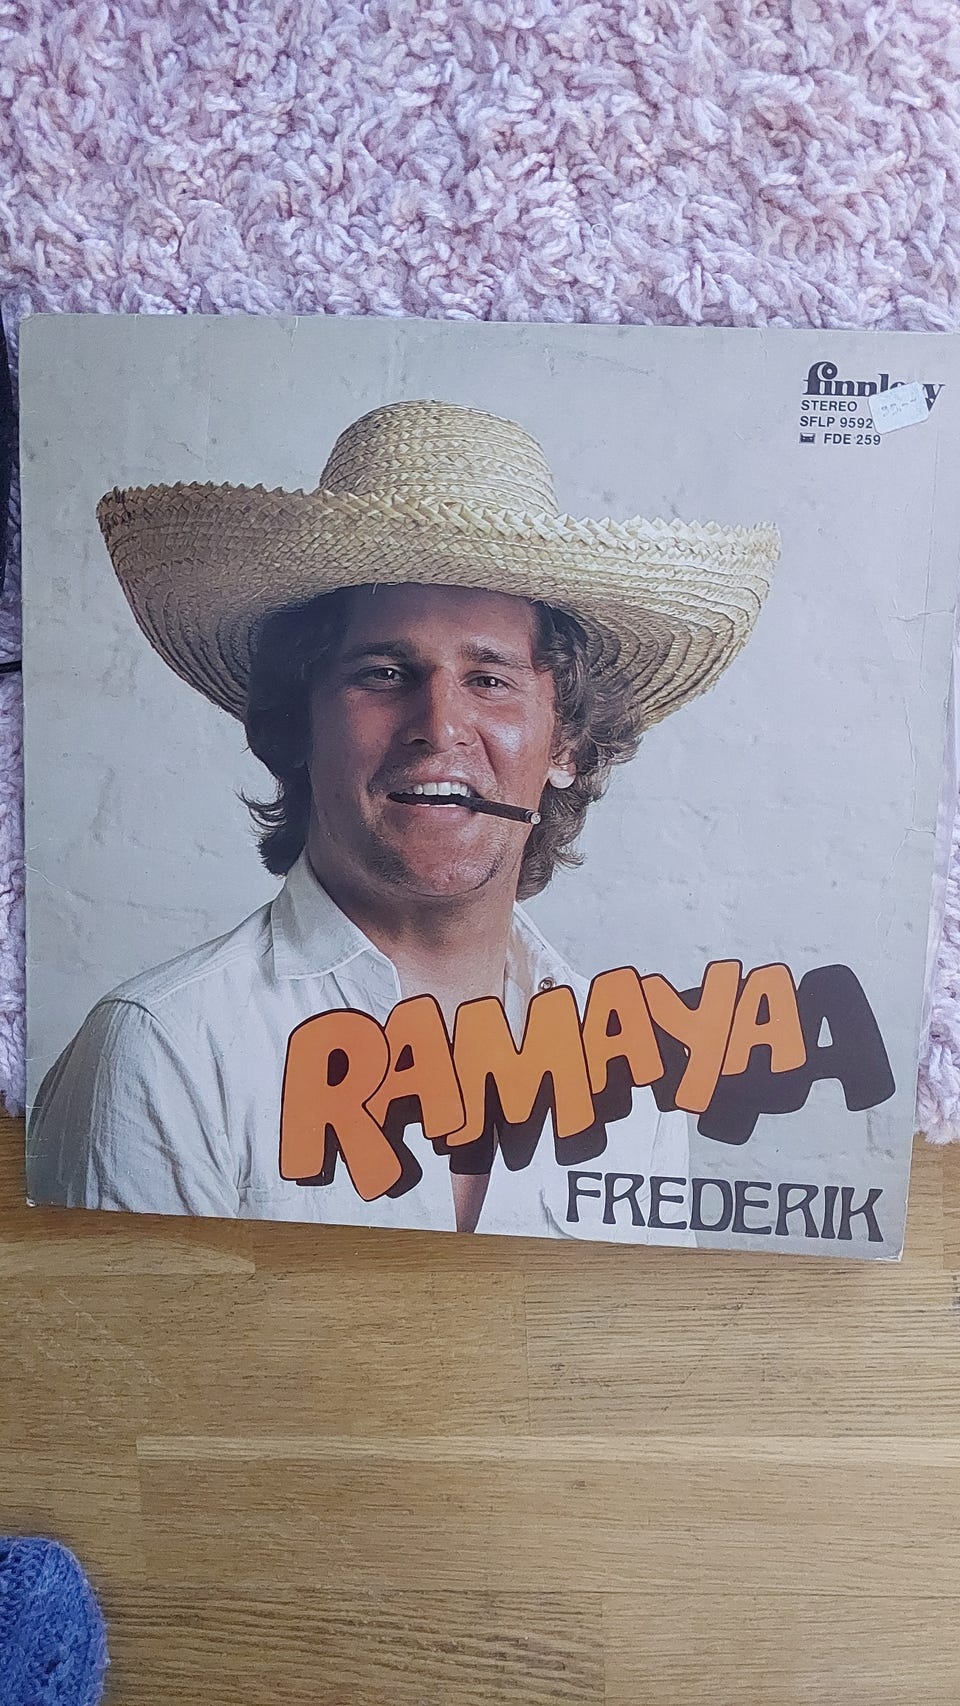 finnlevy
STEREO
SFLP 9592
FDE 259
RAMAYA
FREDERIK